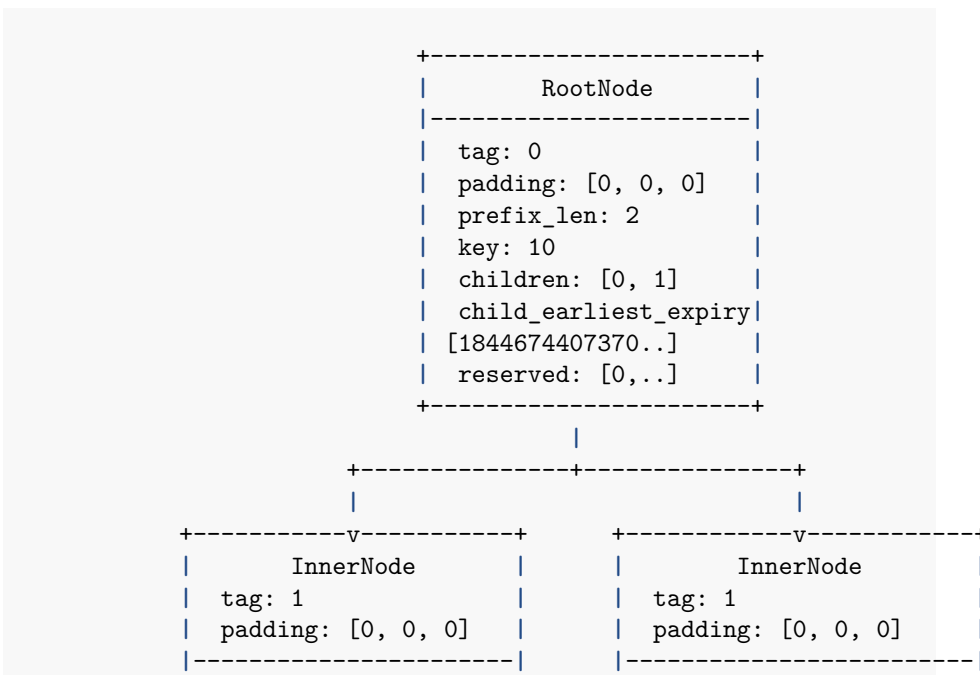 +-----------------------+
|        RootNode       |
|-----------------------|
|  tag: 0               |
|  padding: [0, 0, 0]   |
|  prefix_len: 2        |
|  key: 10              |
|  children: [0, 1]     |
|  child_earliest_expiry|
| [1844674407370..]     |
|  reserved: [0,..]     |
+-----------------------+
|
+---------------+---------------+
|                               |
+-----------v-----------+      +------------v------------
|       InnerNode       |      |        InnerNode        |
|  tag: 1               |      |  tag: 1                 |
|  padding: [0, 0, 0]   |      |  padding: [0, 0, 0]     |
|-----------------------|      |-------------------------|